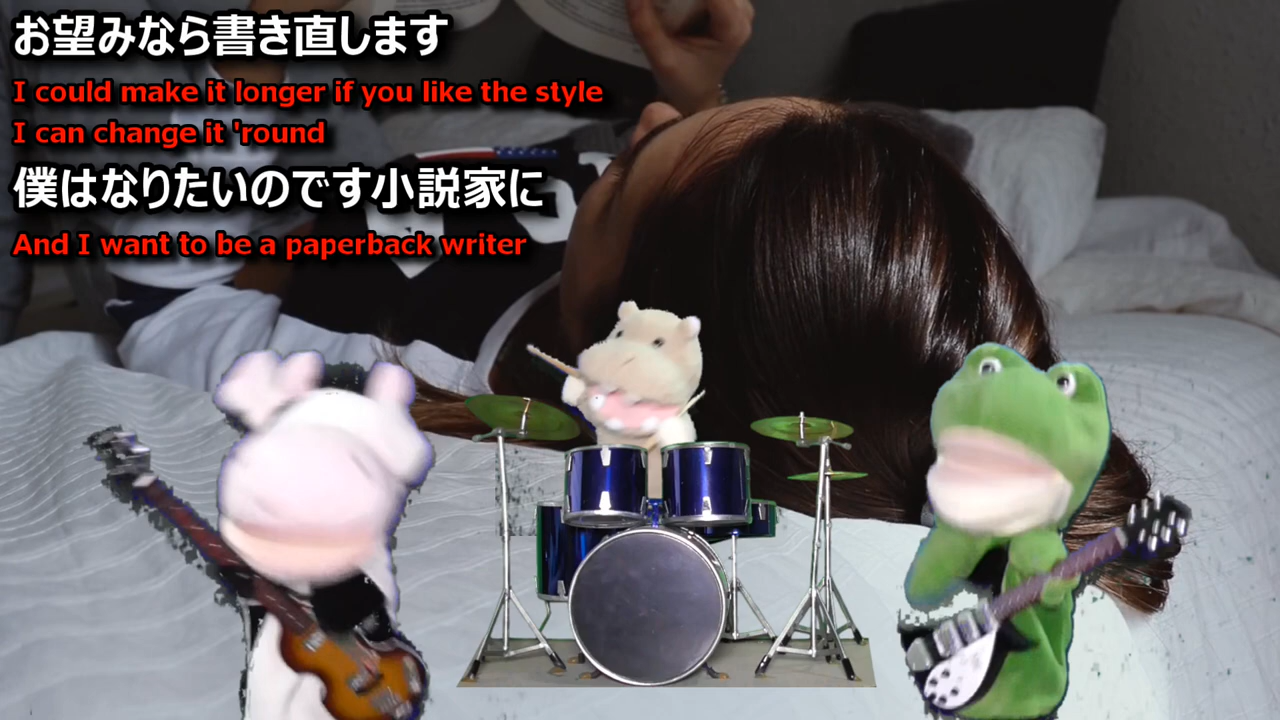 お望みなら書き直します
I could make it longer if you like the style
I can change it 'round
僕はなりたいのです小説家に
And I want to be a paperback writer